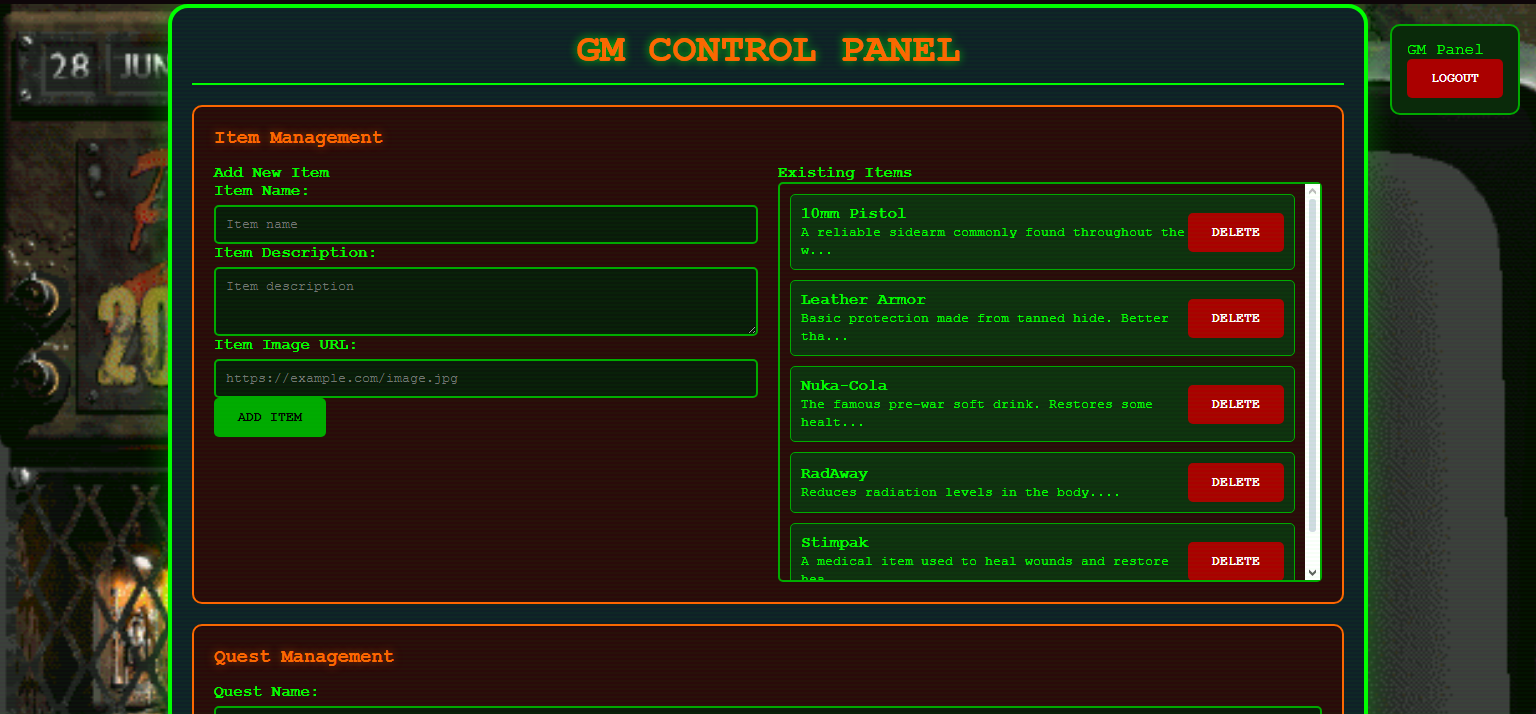 28 JUN
20
GM CONTROL PANEL
GM Panel
LOGOUT
Item Management
Add New Item
Item Name:
Item name
Item Description:
Item description
Item Image URL:
https://example.com/image.jpg
ADD ITEM
Existing Items
10mm Pistol
A reliable sidearm commonly found throughout the
w...
DELETE
Leather Armor
Basic protection made from tanned hide. Better
tha...
DELETE
Nuka-Cola
The famous pre-war soft drink. Restores some
healt...
DELETE
RadAway
Reduces radiation levels in the body....
DELETE
Stimpak
A medical item used to heal wounds and restore
hea...
DELETE
Quest Management
Quest Name: